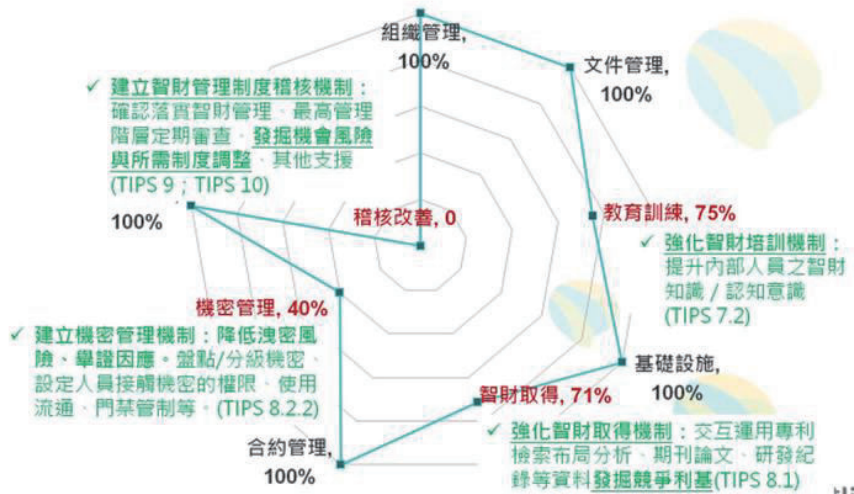 組織管理,
100%
文件管理,
100%
✓ 建立智財管理制度稽核機制：
確認落實智財管理、最高管理
階層定期審查、發掘機會風險
與所需制度調整、其他支援
(TIPS 9；TIPS 10)
100%
稽核改善, 0
教育訓練, 75%
✓ 強化智財培訓機制：
提升內部人員之智財
知識 / 認知意識
(TIPS 7.2)
機密管理, 40%
✓ 建立機密管理機制：降低洩密風
險、舉證因應。盤點/分級機密、
設定人員接觸機密的權限、使用
流通、門禁管制等。(TIPS 8.2.2)
基礎設施,
100%
智財取得, 71%
✓ 強化智財取得機制：交互運用專利
檢索布局分析、期刊論文、研發紀
錄等資料發掘競爭利基(TIPS 8.1)
合約管理,
100%